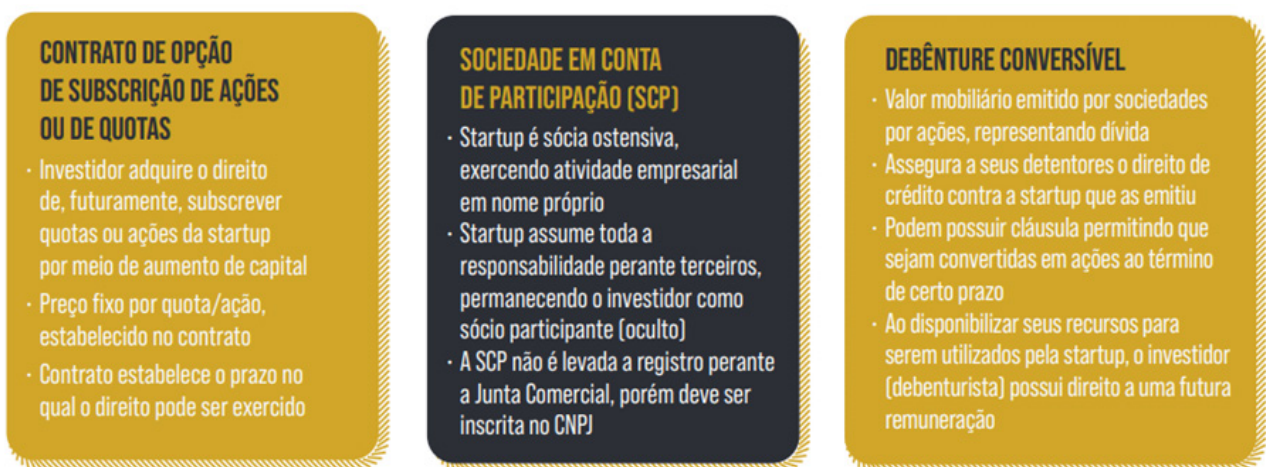 CONTRATO DE OPÇÃO
DE SUBSCRIÇÃO DE AÇÕES
OU DE QUOTAS
· Investidor adquire o direito
de, futuramente, subscrever
quotas ou ações da startup
por meio de aumento de capital
· Preço fixo por quota/ação,
estabelecido no contrato
· Contrato estabelece o prazo no
qual o direito pode ser exercido
SOCIEDADE EM CONTA
DE PARTICIPAÇÃO (SCP)
· Startup é sócia ostensiva,
exercendo atividade empresarial
em nome próprio
· Startup assume toda a
responsabilidade perante terceiros,
permanecendo o investidor como
sócio participante (oculto)
· A SCP não é levada a registro perante
a Junta Comercial, porém deve ser
inscrita no CNPJ
DEBÊNTURE CONVERSÍVEL
· Valor mobiliário emitido por sociedades
por ações, representando dívida
· Assegura a seus detentores o direito de
crédito contra a startup que as emitiu
· Podem possuir cláusula permitindo que
sejam convertidas em ações ao término
de certo prazo
· Ao disponibilizar seus recursos para
serem utilizados pela startup, o investidor
(debenturista) possui direito a uma futura
remuneração